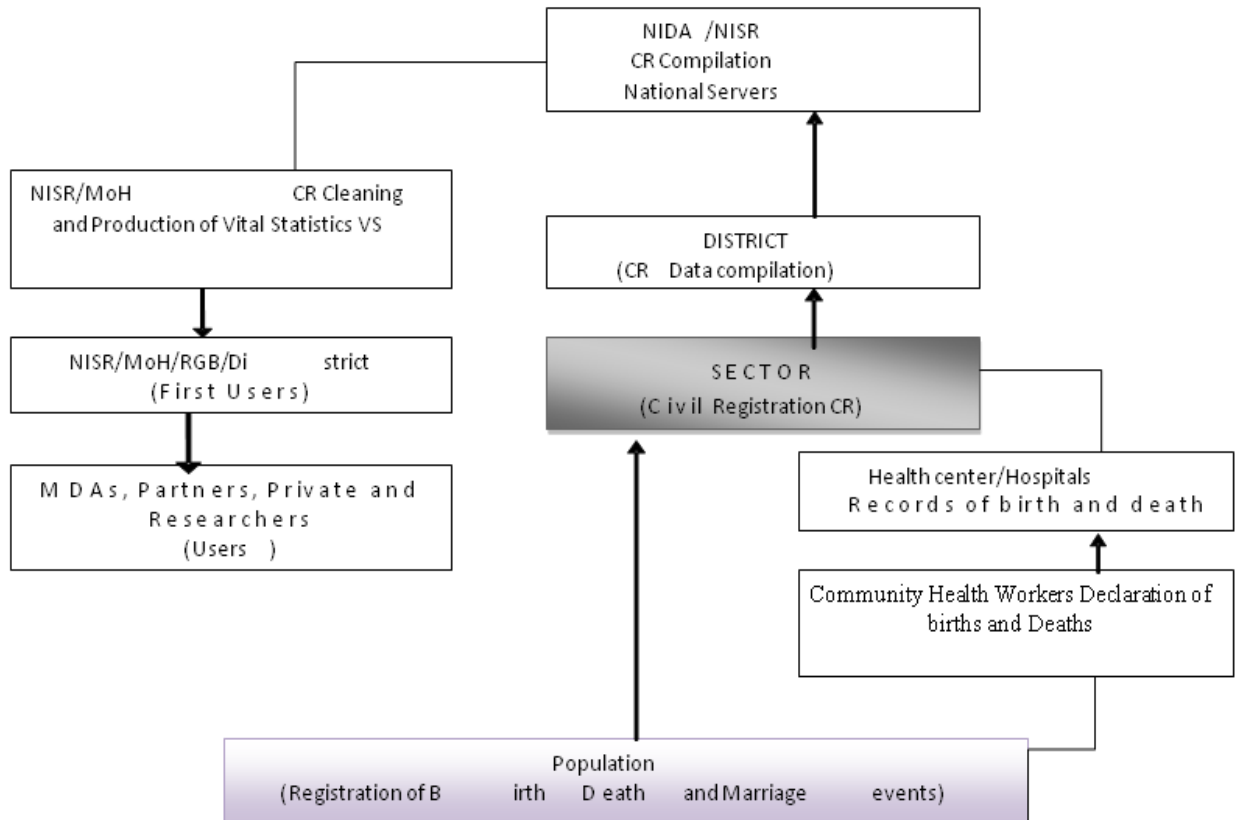 NIDA /NISR
CR Compilation
National Servers
NISR/MoH CR Cleaning
and Production of Vital Statistics VS
DISTRICT
(CR Data compilation)
NISR/MoH/RGB/Di strict
(First Users)
SECTOR
(Civil Registration CR)
MDAs, Partners, Private and
Researchers
(Users )
Health center/Hospitals
Records of birth and death
Community Health Workers Declaration of
births and Deaths
Population
(Registration of B irth Death and Marriage events)